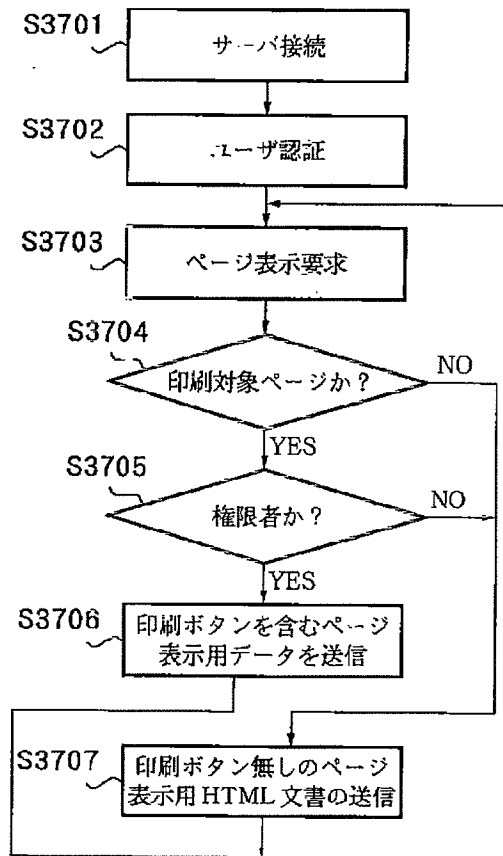 S3701
サーバ接続
S3702
ユーザ認証
S3703
ページ表示要求
S3704
印刷対象ページか？
NO
YES
S3705
権限者か？
NO
YES
S3706
印刷ボタンを含むページ
表示用データを送信
S3707
印刷ボタン無しのページ
表示用HTML文書の送信